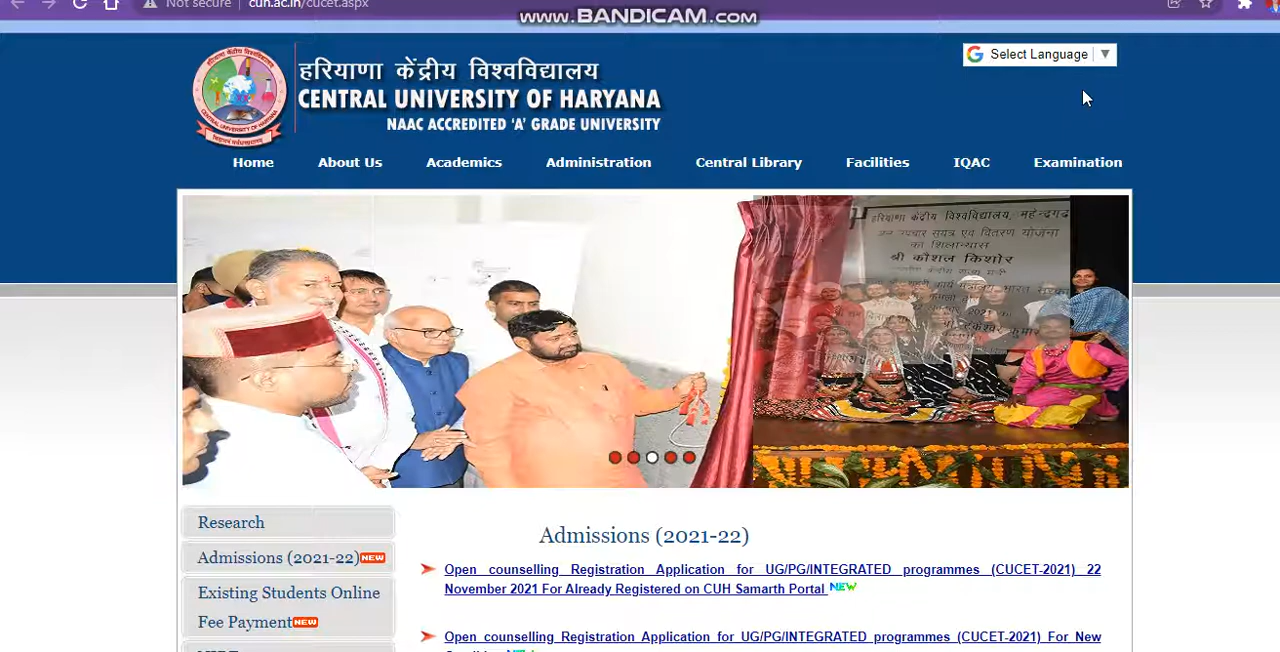 Not secure
cuh.ac.in/cucet.aspx
www.BANDICAM.com
हरियाणा केंद्रीय विश्वविद्यालय
CENTRAL UNIVERSITY OF HARYANA
NAAC ACCREDITED 'A' GRADE UNIVERSITY
CENTRAL UNIVERSITY OF HARYANA
Select Language
Home About Us Academics Administration Central Library Facilities IQAC Examination
हरियाणा केंद्रीय विश्वविद्यालय, महेन्द्रगढ़
का शिलान्यास
श्री कौशल किशोर
Research
Admissions (2021-22) NEW
Existing Students Online
Fee Payment NEW
Admissions (2021-22)
Open counselling Registration Application for UG/PG/INTEGRATED programmes (CUCET-2021) 22
November 2021 For Already Registered on CUH Samarth Portal NEW
Open counselling Registration Application for UG/PG/INTEGRATED programmes (CUCET-2021) For New